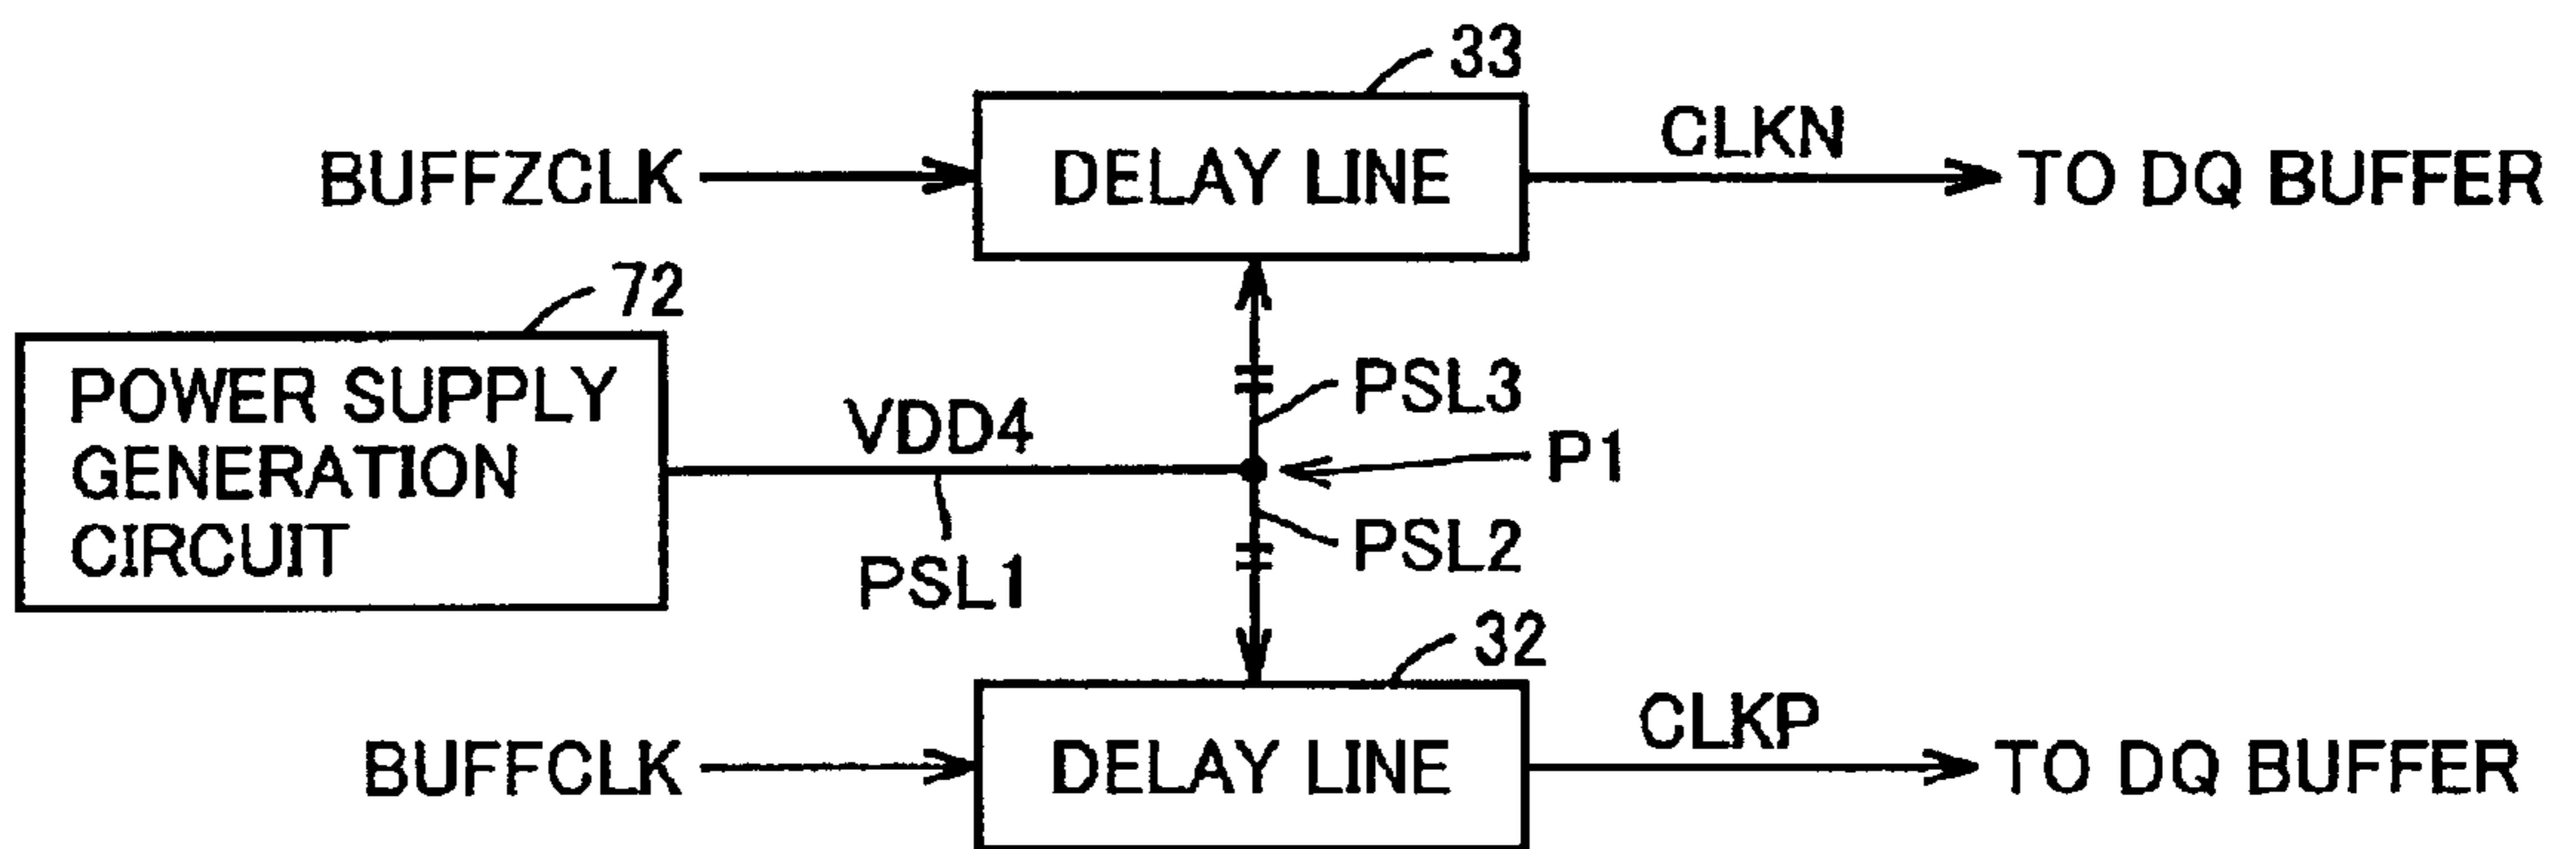 33
BUFFZCLK
DELAY LINE
CLKN
TO DQ BUFFER
72
POWER SUPPLY
GENERATION
CIRCUIT
VDD4
PSL1
PSL3
P1
PSL2
32
BUFFCLK
DELAY LINE
CLKP
TO DQ BUFFER